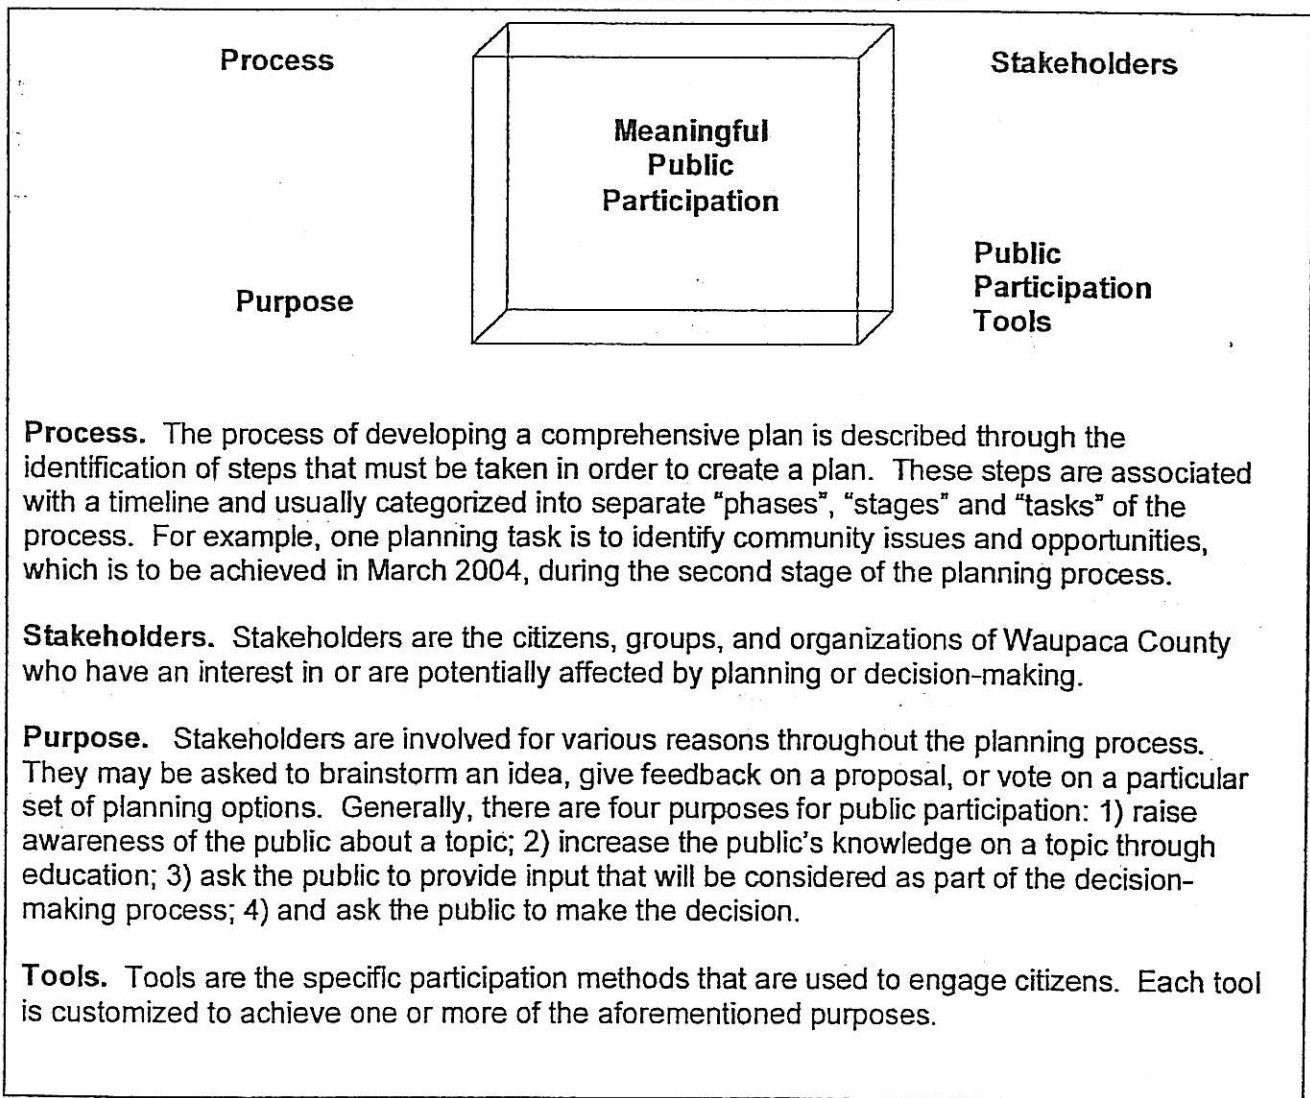 Process
Stakeholders
Meaningful
Public
Participation
Purpose
Public
Participation
Tools
Process. The process of developing a comprehensive plan is described through the
identification of steps that must be taken in order to create a plan. These steps are associated
with a timeline and usually categorized into separate "phases", "stages" and "tasks" of the
process. For example, one planning task is to identify community issues and opportunities,
which is to be achieved in March 2004, during the second stage of the planning process.
Stakeholders. Stakeholders are the citizens, groups, and organizations of Waupaca County
who have an interest in or are potentially affected by planning or decision-making.
Purpose. Stakeholders are involved for various reasons throughout the planning process.
They may be asked to brainstorm an idea, give feedback on a proposal, or vote on a particular
set of planning options. Generally, there are four purposes for public participation: 1) raise
awareness of the public about a topic; 2) increase the public's knowledge on a topic through
education; 3) ask the public to provide input that will be considered as part of the decision-
making process; 4) and ask the public to make the decision.
Tools. Tools are the specific participation methods that are used to engage citizens. Each tool
is customized to achieve one or more of the aforementioned purposes.